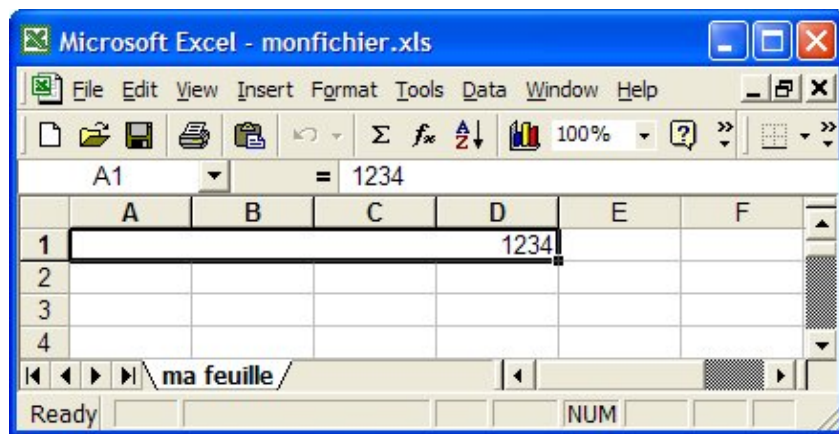 Microsoft Excel - monfichier.xls
File Edit View Insert Format Tools Data Window Help
Σ fx A Z 100% ? » »
A1 = 1234
A B C D E F
1 1234
2
3
4
ma feuille
Ready NUM